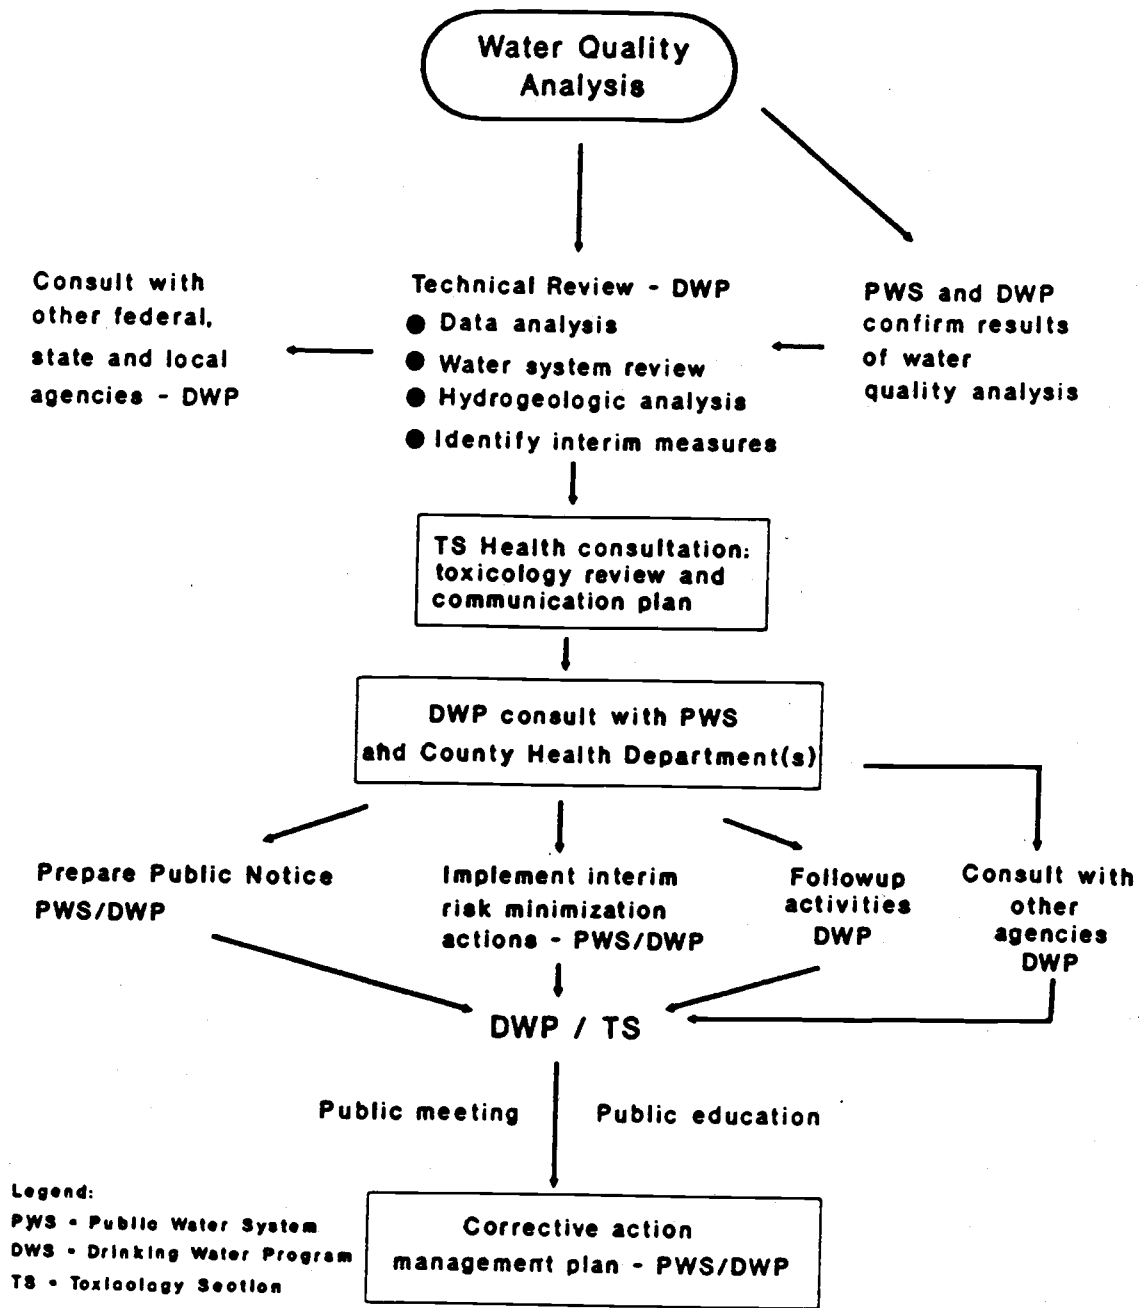 Water Quality
Analysis
Consult with
other federal,
state and local
agencies - DWP
Technical Review - DWP
● Data analysis
● Water system review
● Hydrogeologic analysis
● Identify interim measures
PWS and DWP
confirm results
of water
quality analysis
TS Health consultation:
toxicology review and
communication plan
DWP consult with PWS
and County Health Department(s)
Prepare Public Notice
PWS/DWP
Implement interim
risk minimization
actions - PWS/DWP
Followup
activities
DWP
Consult with
other
agencies
DWP
DWP / TS
Public meeting
Public education
Legend:
PWS - Public Water System
DWS - Drinking Water Program
TS - Toxicology Section
Corrective action
management plan - PWS/DWP